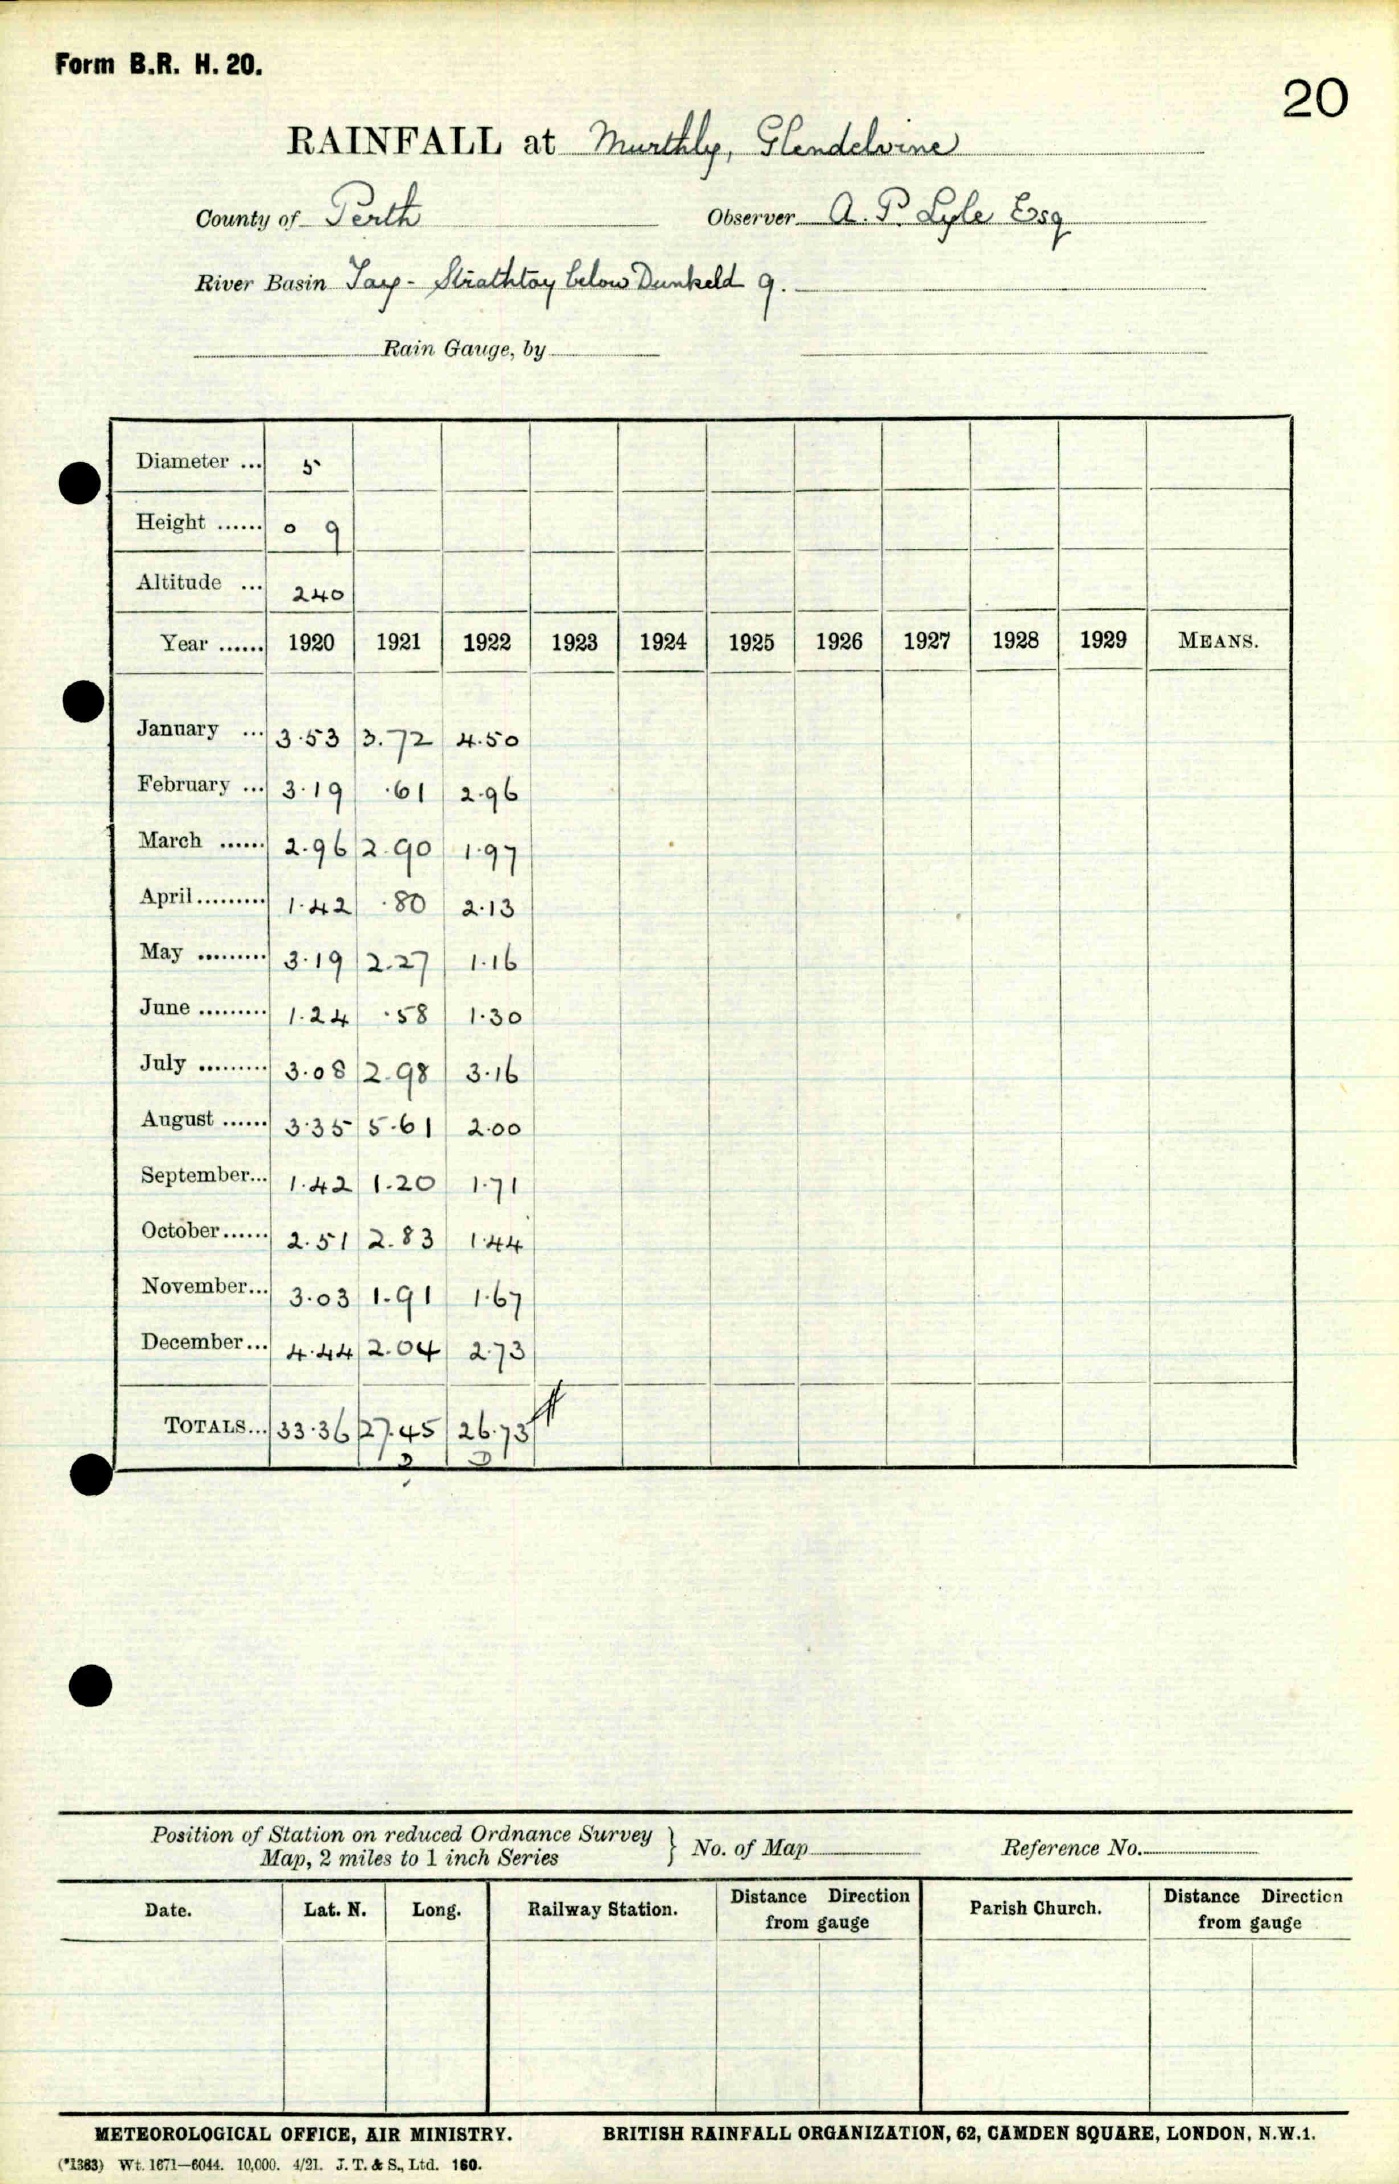 Form B.R. H. 20.
20
RAINFALL at Murthly, Glendelvine
County of Perth Observer A. P. Lyle Esq
River Basin Tay - Strathtay below Dunkeld 9.
Rain Gauge, by
Diameter ... 5
Height ...... 0 9
Altitude ... 240
Year ...... 1920 1921 1922 1923 1924 1925 1926 1927 1928 1929 MEANS.
January ... 3.53 3.72 4.50
February ... 3.19 .61 2.96
March ...... 2.96 2.90 1.97
April......... 1.42 .80 2.13
May ......... 3.19 2.27 1.16
June ......... 1.24 .58 1.30
July ......... 3.08 2.98 3.16
August ...... 3.35 5.61 2.00
September... 1.42 1.20 1.71
October...... 2.51 2.83 1.44
November... 3.03 1.91 1.67
December... 4.44 2.04 2.73
TOTALS... 33.36 27.45 26.73
Position of Station on reduced Ordnance Survey
Map, 2 miles to 1 inch Series } No. of Map Reference No.
Date. Lat. N. Long. Railway Station. Distance Direction from gauge Parish Church. Distance Direction from gauge
METEOROLOGICAL OFFICE, AIR MINISTRY. BRITISH RAINFALL ORGANIZATION, 62, CAMDEN SQUARE, LONDON, N.W.1.
(*1383) Wt. 1671—6044. 10,000. 4/21. J. T. & S., Ltd. 160.